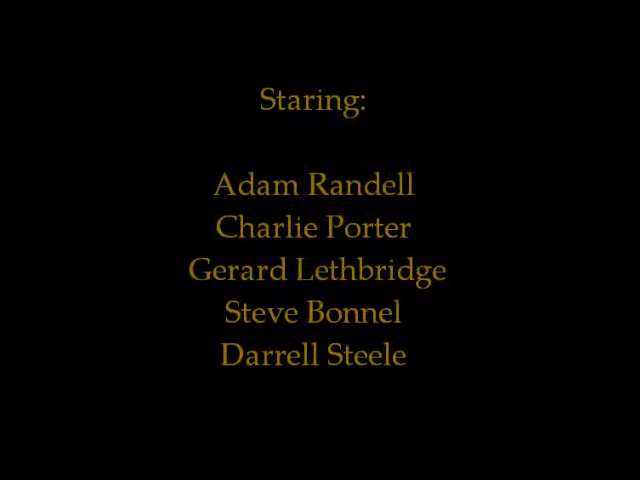 Staring:
Adam Randell
Charlie Porter
Gerard Lethbridge
Steve Bonnel
Darrell Steele